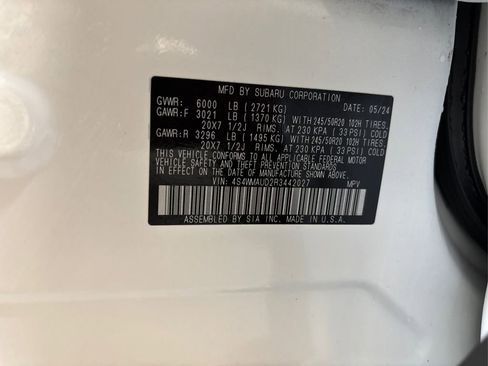 MFD BY SUBARU CORPORATION
GVWR: 6000 LB (2721KG) DATE: 05/24
GAWR:F 3021 LB (1370 KG) WITH 245/50R20 102H TIRES,
20X7 1/2J RIMS, AT 230 KPA (33 PSI) COLD
GAWR:R 3296 LB (1495 KG) WITH 245/50R20 102H TIRES,
20X7 1/2J RIMS, AT 230 KPA (33 PSI) COLD
THIS VEHICLE CONFORMS TO ALL APPLICABLE FEDERAL MOTOR
VEHICLE SAFETY AND THEFT PREVENTION STANDARDS
IN EFFECT ON THE DATE OF MANUFACTURE SHOWN ABOVE.
VIN: 4S4WMAUD2R3442027 MPV
ASSEMBLED BY SIA INC. MADE IN U.S.A.